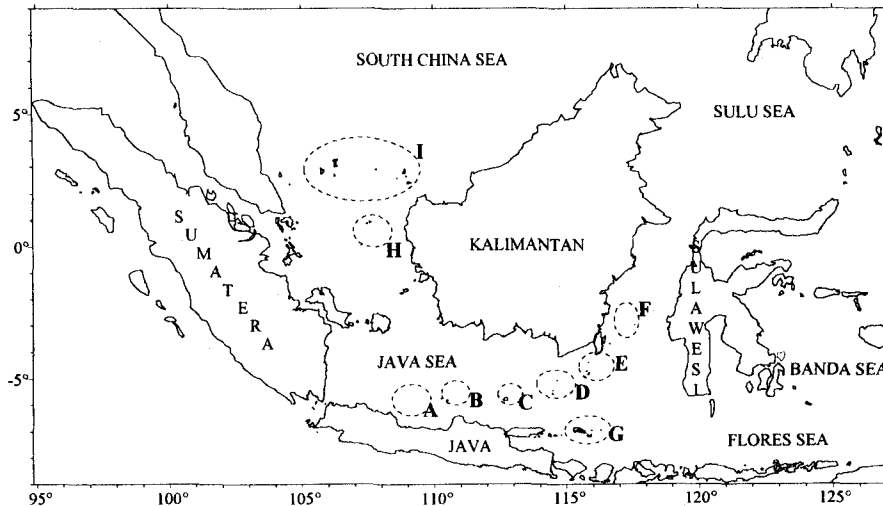 SOUTH CHINA SEA
5°
SULU SEA
I
SUMATERA
H
KALIMANTAN
0°
SULAWESI
F
JAVA SEA
E
BANDA SEA
-5°
A
B
C
D
G
JAVA
FLORES SEA
95°
100°
105°
110°
115°
120°
125°